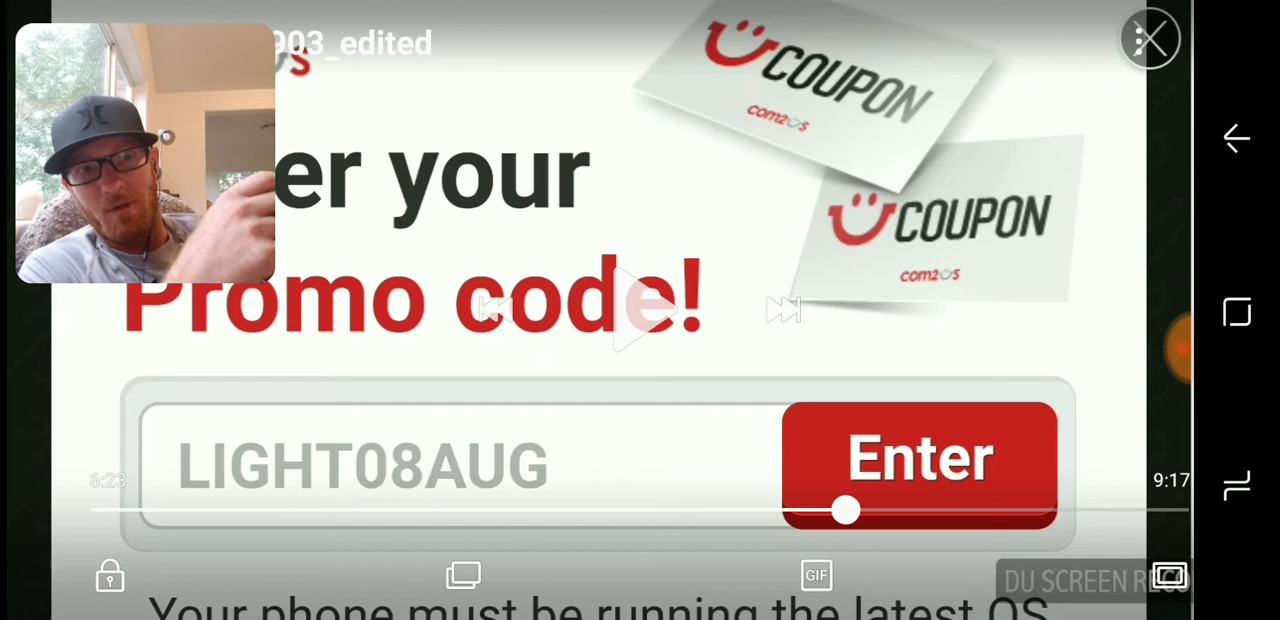 903_edited
COUPON
com2us
COUPON
com2us
er your
Promo code!
LIGHT08AUG
Enter
6:23
9:17
GIF
DU SCREEN RECO
Your phone must be running the latest OS